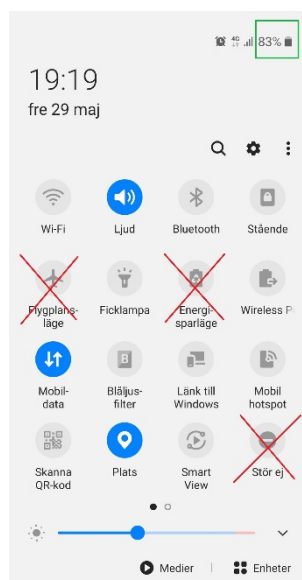 4G 83%
19:19
fre 29 maj
Wi-Fi Ljud Bluetooth Stående
Flygplans-
läge
Ficklampa
Energi-
sparläge
Wireless P
Mobil-
data
Blåljus-
filter
Länk till
Windows
Mobil
hotspot
Skanna
QR-kod
Plats
Smart
View
Stör ej
Medier | Enheter